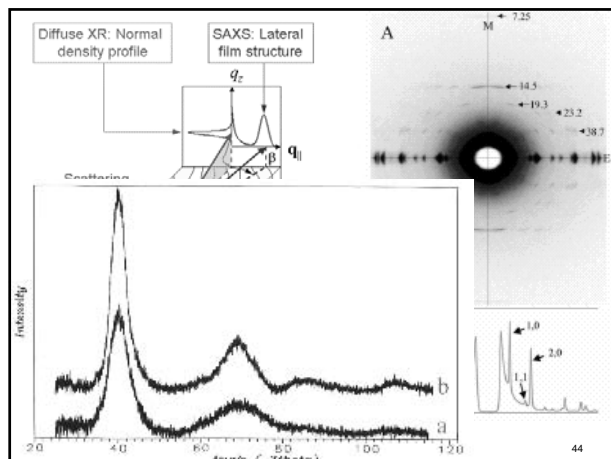 Diffuse XR: Normal
density profile
SAXS: Lateral
film structure
q_z
q_||
β
Scattering
A
M
7.25
14.5
19.3
23.2
38.7
E
Intensity
b
a
20 40 60 80 100 120
1,0
2,0
1,1
44